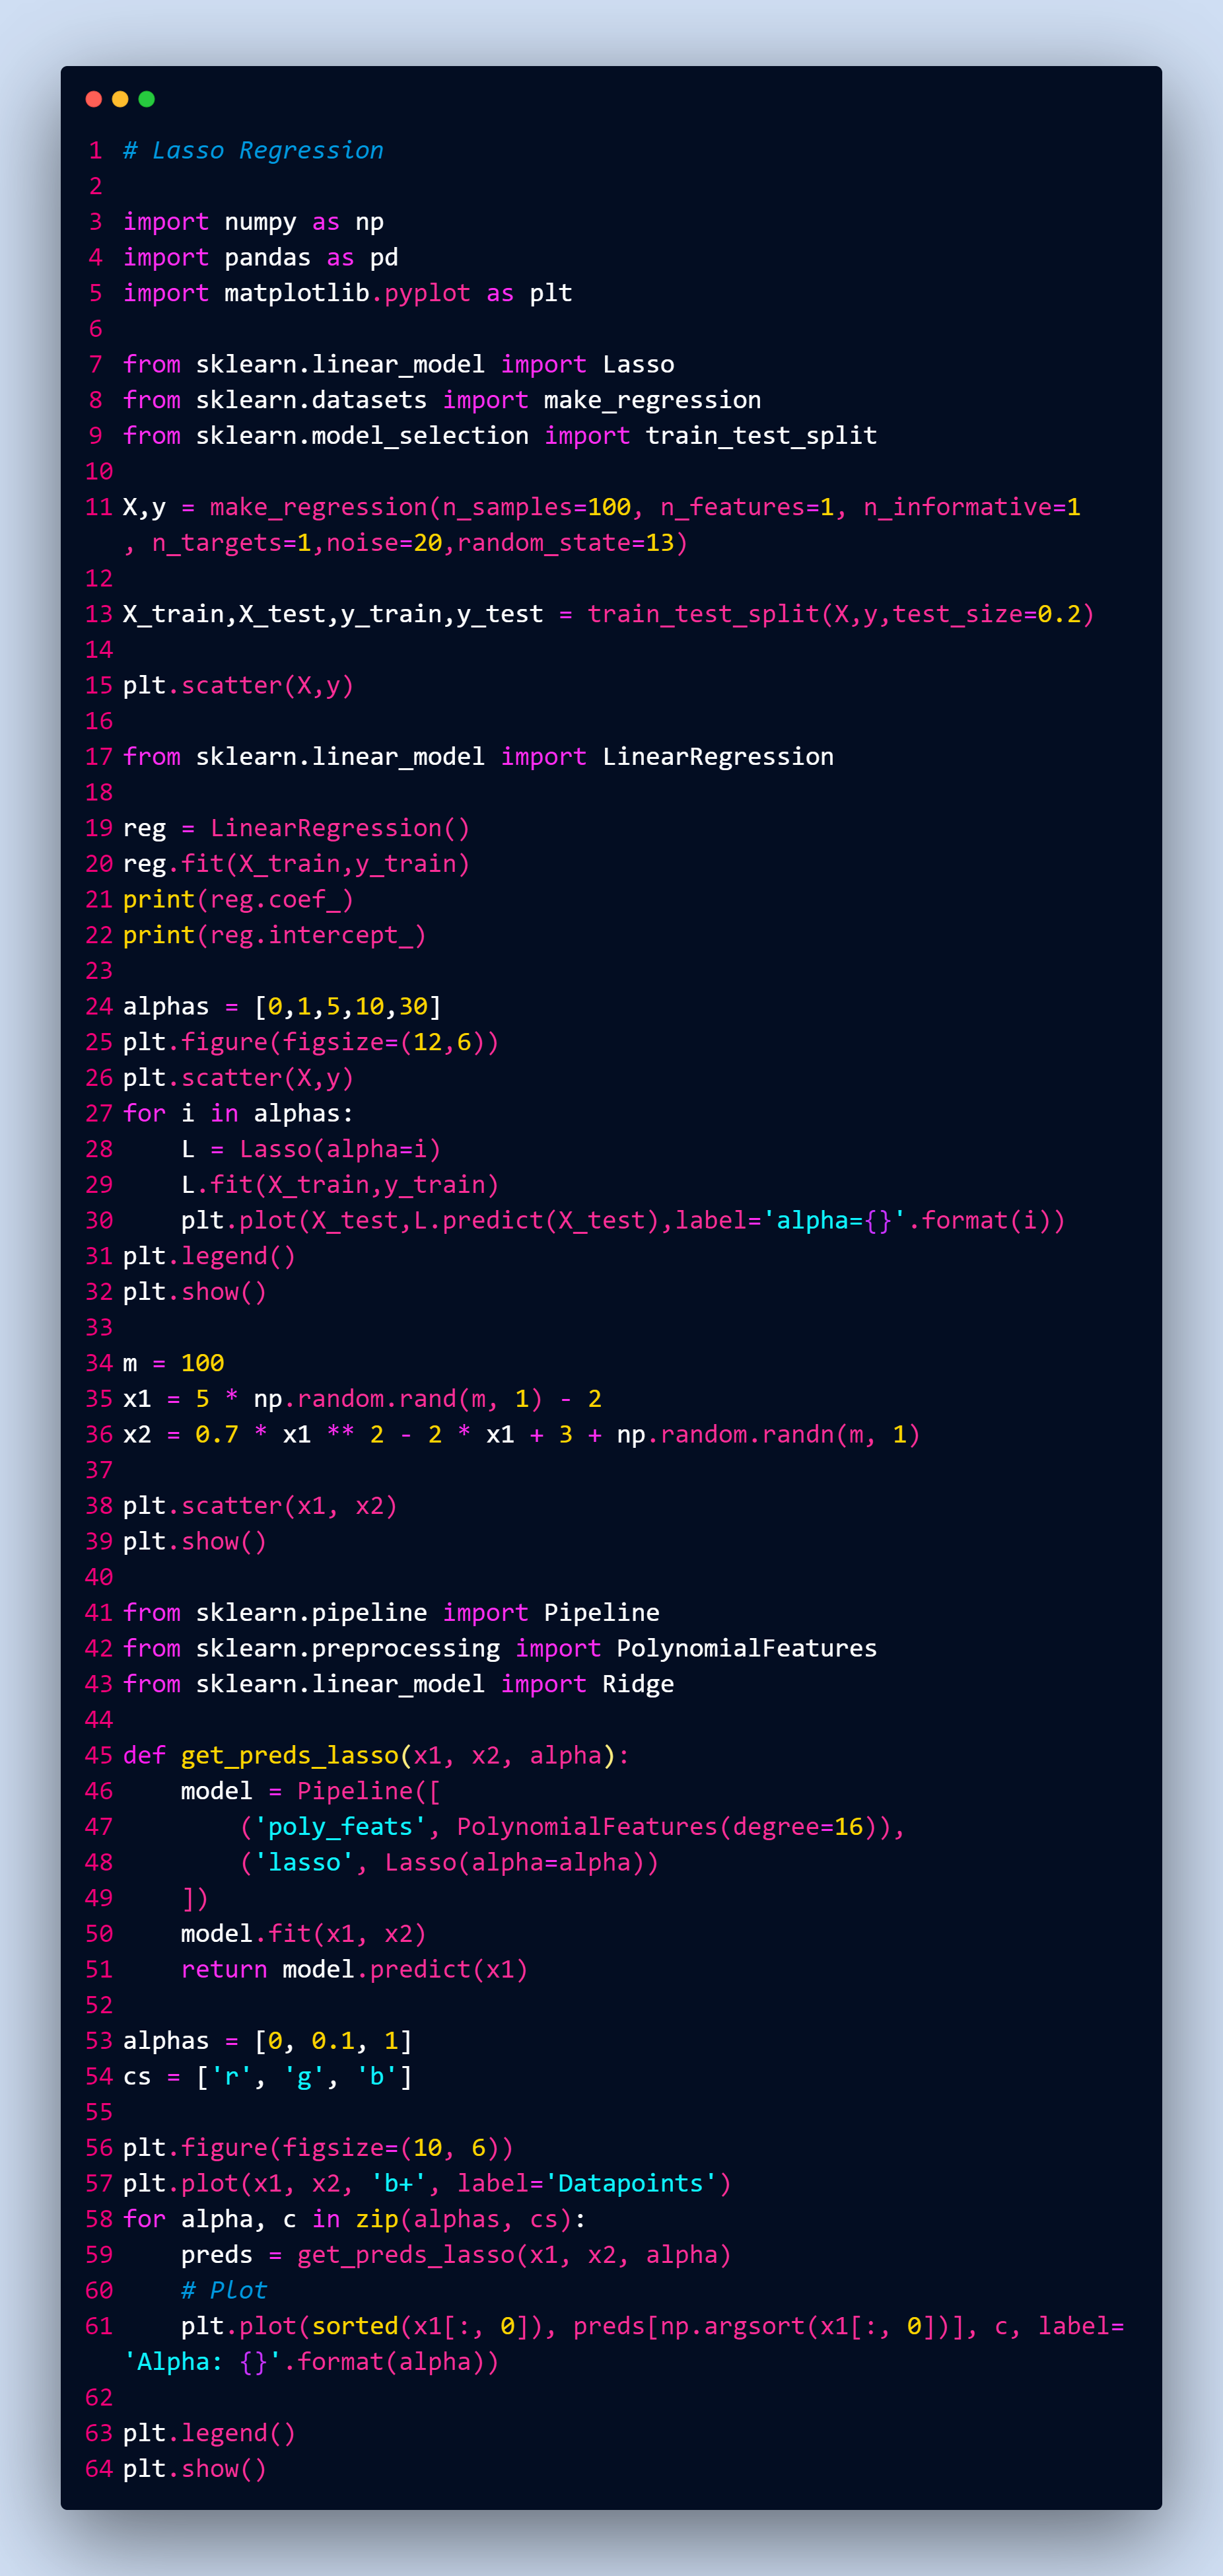 1 # Lasso Regression
2
3 import numpy as np
4 import pandas as pd
5 import matplotlib.pyplot as plt
6
7 from sklearn.linear_model import Lasso
8 from sklearn.datasets import make_regression
9 from sklearn.model_selection import train_test_split
10
11 X,y = make_regression(n_samples=100, n_features=1, n_informative=1
, n_targets=1,noise=20,random_state=13)
12
13 X_train,X_test,y_train,y_test = train_test_split(X,y,test_size=0.2)
14
15 plt.scatter(X,y)
16
17 from sklearn.linear_model import LinearRegression
18
19 reg = LinearRegression()
20 reg.fit(X_train,y_train)
21 print(reg.coef_)
22 print(reg.intercept_)
23
24 alphas = [0,1,5,10,30]
25 plt.figure(figsize=(12,6))
26 plt.scatter(X,y)
27 for i in alphas:
28     L = Lasso(alpha=i)
29     L.fit(X_train,y_train)
30     plt.plot(X_test,L.predict(X_test),label='alpha={}'.format(i))
31 plt.legend()
32 plt.show()
33
34 m = 100
35 x1 = 5 * np.random.rand(m, 1) - 2
36 x2 = 0.7 * x1 ** 2 - 2 * x1 + 3 + np.random.randn(m, 1)
37
38 plt.scatter(x1, x2)
39 plt.show()
40
41 from sklearn.pipeline import Pipeline
42 from sklearn.preprocessing import PolynomialFeatures
43 from sklearn.linear_model import Ridge
44
45 def get_preds_lasso(x1, x2, alpha):
46     model = Pipeline([
47         ('poly_feats', PolynomialFeatures(degree=16)),
48         ('lasso', Lasso(alpha=alpha))
49     ])
50     model.fit(x1, x2)
51     return model.predict(x1)
52
53 alphas = [0, 0.1, 1]
54 cs = ['r', 'g', 'b']
55
56 plt.figure(figsize=(10, 6))
57 plt.plot(x1, x2, 'b+', label='Datapoints')
58 for alpha, c in zip(alphas, cs):
59     preds = get_preds_lasso(x1, x2, alpha)
60     # Plot
61     plt.plot(sorted(x1[:, 0]), preds[np.argsort(x1[:, 0])], c, label=
'Alpha: {}'.format(alpha))
62
63 plt.legend()
64 plt.show()